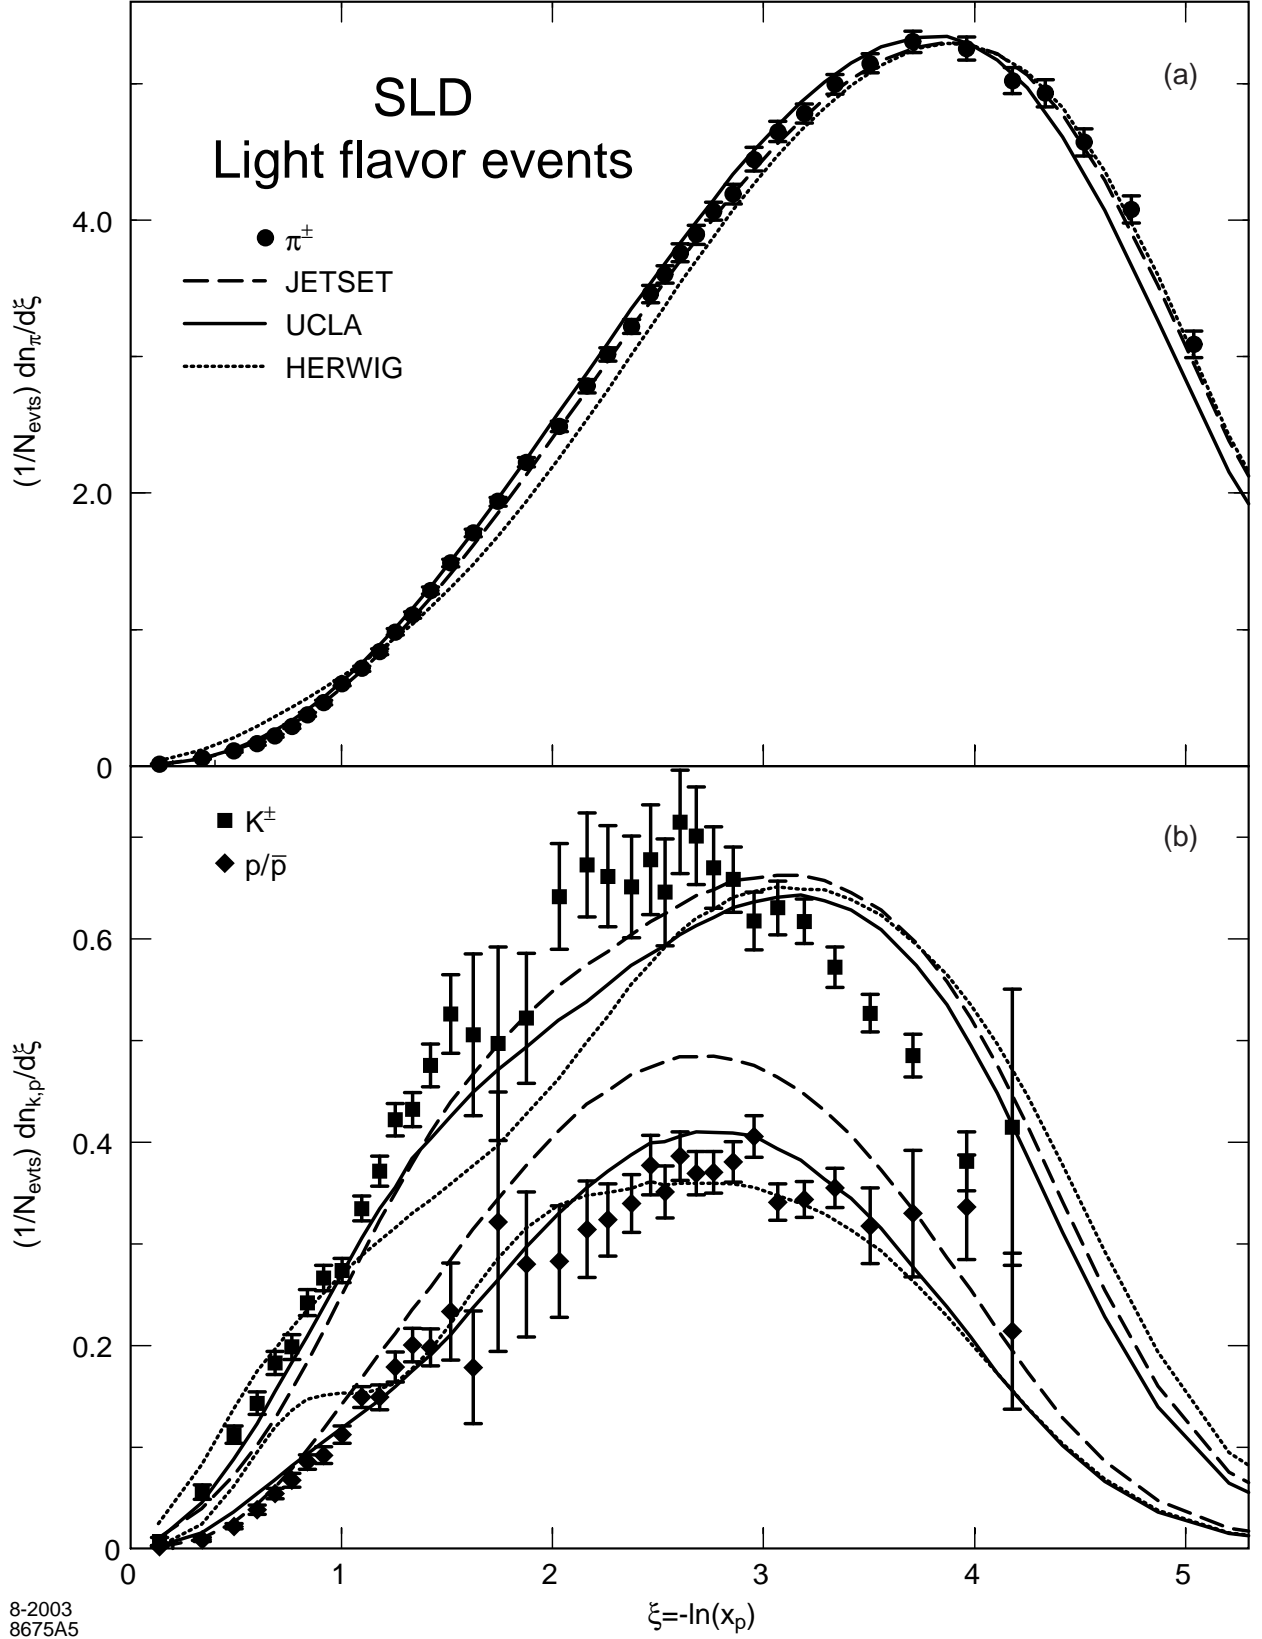 (a)
SLD
Light flavor events
π±
JETSET
UCLA
HERWIG
4.0
2.0
0
(1/Nevts) dnπ/dξ
K±
p/p̅
(b)
0.6
0.4
0.2
0
(1/Nevts) dnk,p/dξ
0 1 2 3 4 5
ξ=-ln(xp)
8-2003
8675A5